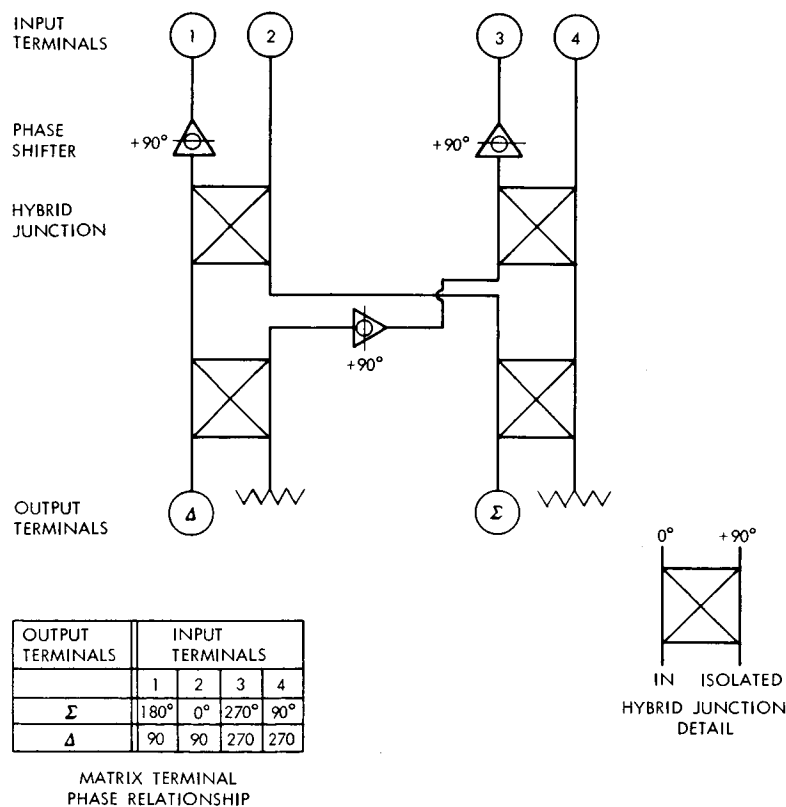 INPUT
TERMINALS
1 2 3 4
PHASE
SHIFTER
+90° +90°
HYBRID
JUNCTION
+90°
OUTPUT
TERMINALS
Δ Σ
0° +90°
IN ISOLATED
HYBRID JUNCTION
DETAIL
OUTPUT
TERMINALS
INPUT
TERMINALS
1 2 3 4
Σ 180° 0° 270° 90°
Δ 90 90 270 270
MATRIX TERMINAL
PHASE RELATIONSHIP